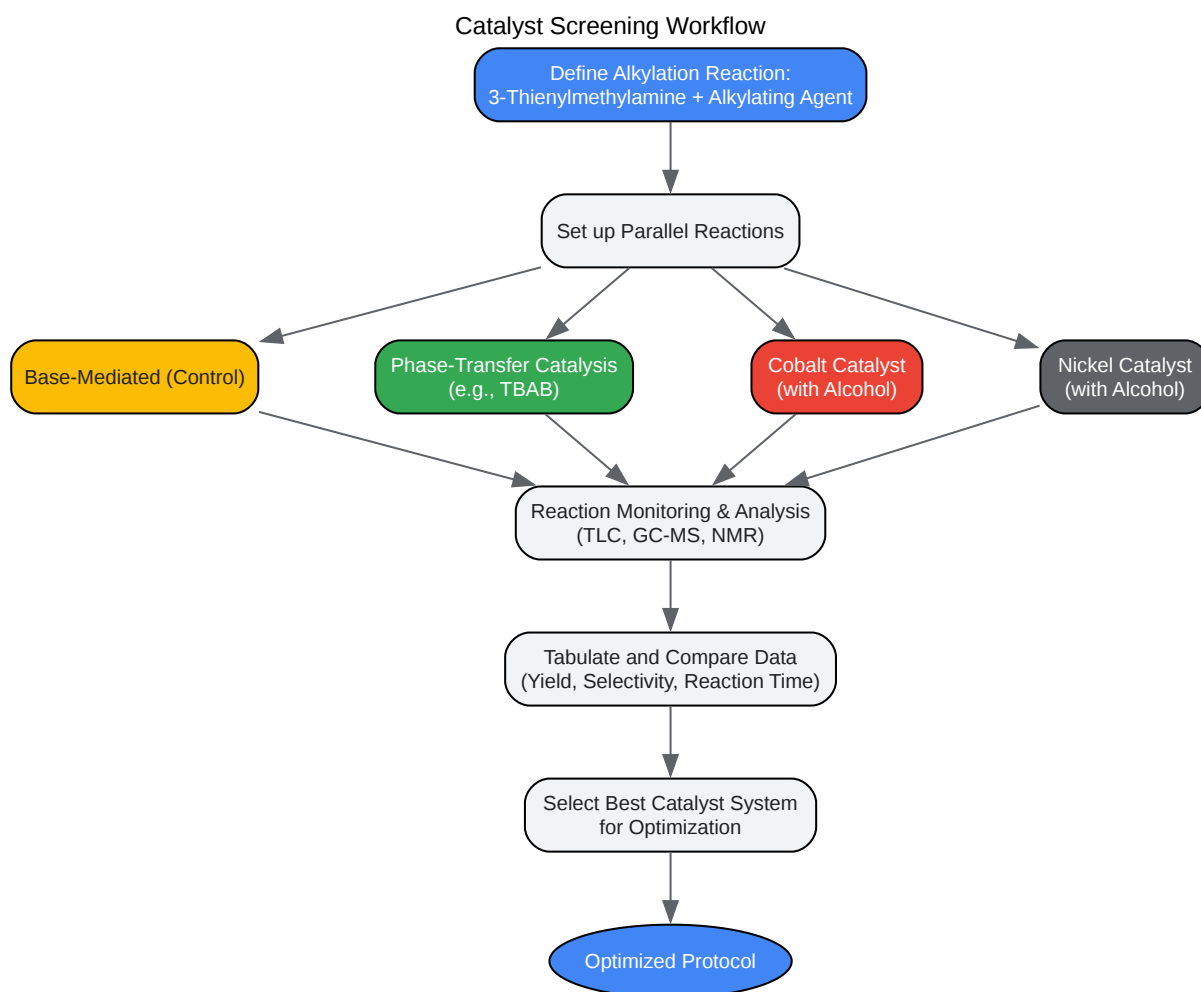 Catalyst Screening Workflow
Define Alkylation Reaction:
3-Thienylmethylamine + Alkylating Agent
Set up Parallel Reactions
Base-Mediated (Control)
Phase-Transfer Catalysis
(e.g., TBAB)
Cobalt Catalyst
(with Alcohol)
Nickel Catalyst
(with Alcohol)
Reaction Monitoring & Analysis
(TLC, GC-MS, NMR)
Tabulate and Compare Data
(Yield, Selectivity, Reaction Time)
Select Best Catalyst System
for Optimization
Optimized Protocol